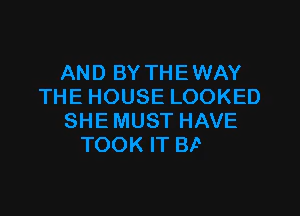 AND BY THE WAY
THE HOUSE LOOKED
SHE MUST HAVE
TOOK IT